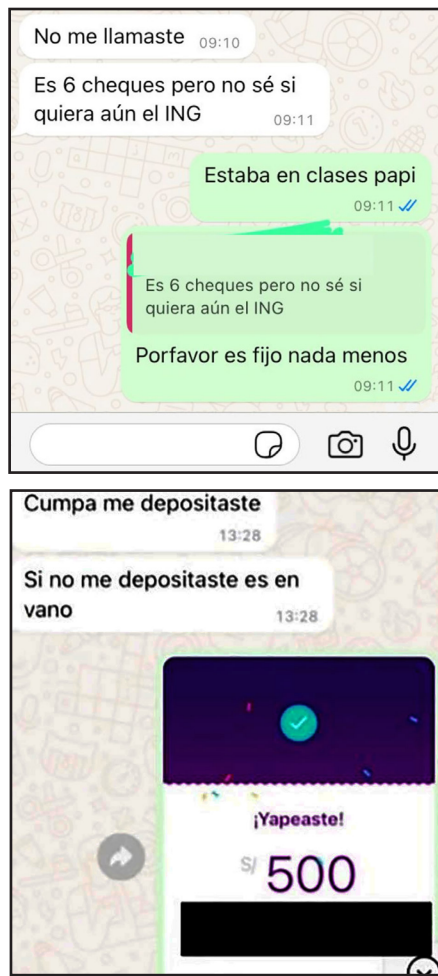 No me llamaste 09:10
Es 6 cheques pero no sé si
quiera aún el ING 09:11
Estaba en clases papi
09:11
Es 6 cheques pero no sé si
quiera aún el ING
Porfavor es fijo nada menos
09:11
Cumpa me depositaste
13:28
Si no me depositaste es en
vano 13:28
¡Yapeaste!
S/ 500